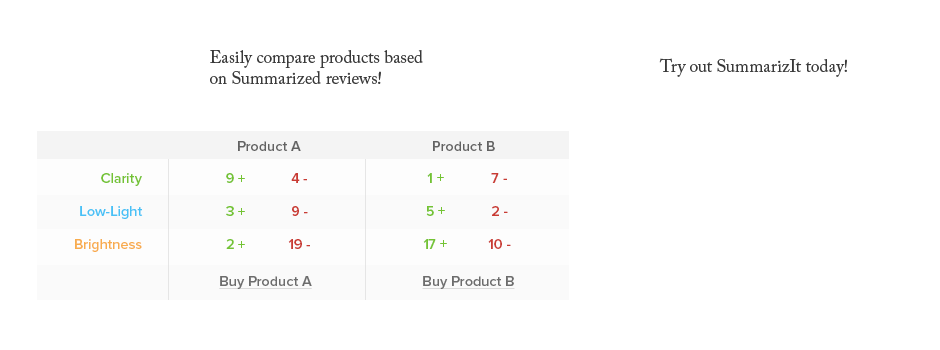 Easily compare products based
on Summarized reviews!
Try out SummarizIt today!
Product A Product B
Clarity 9 + 4 - 1 + 7 -
Low-Light 3 + 9 - 5 + 2 -
Brightness 2 + 19 - 17 + 10 -
Buy Product A Buy Product B